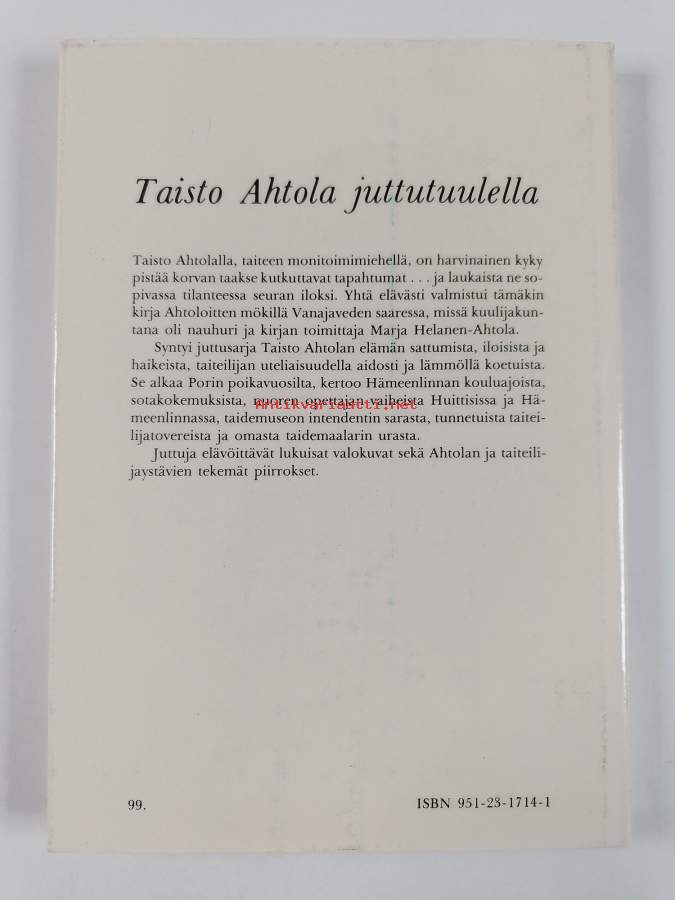 Taisto Ahtola juttutuulella
Taisto Ahtolalla, taiteen monitoimimiehellä, on harvinainen kyky
pistää korvan taakse kutkuttavat tapahtumat . . . ja laukaista ne so-
pivassa tilanteessa seuran iloksi. Yhtä elävästi valmistui tämäkin
kirja Ahtoloitten mökillä Vanajaveden saaressa, missä kuulijakun-
tana oli nauhuri ja kirjan toimittaja Marja Helanen-Ahtola.
Syntyi juttusarja Taisto Ahtolan elämän sattumista, iloisista ja
haikeista, taiteilijan uteliaisuudella aidosti ja lämmöllä koetuista.
Se alkaa Porin poikavuosilta, kertoo Hämeenlinnan kouluajoista,
sotakokemuksista, nuoren opettajan vaiheista Huittisissa ja Hä-
Antikvariaatti.net
meenlinnassa, taidemuseon intendentin sarasta, tunnetuista taitei-
lijatovereista ja omasta taidemaalarin urasta.
Juttuja elävöittävät lukuisat valokuvat sekä Ahtolan ja taiteili-
jaystävien tekemät piirrokset.
99.
ISBN 951-23-1714-1